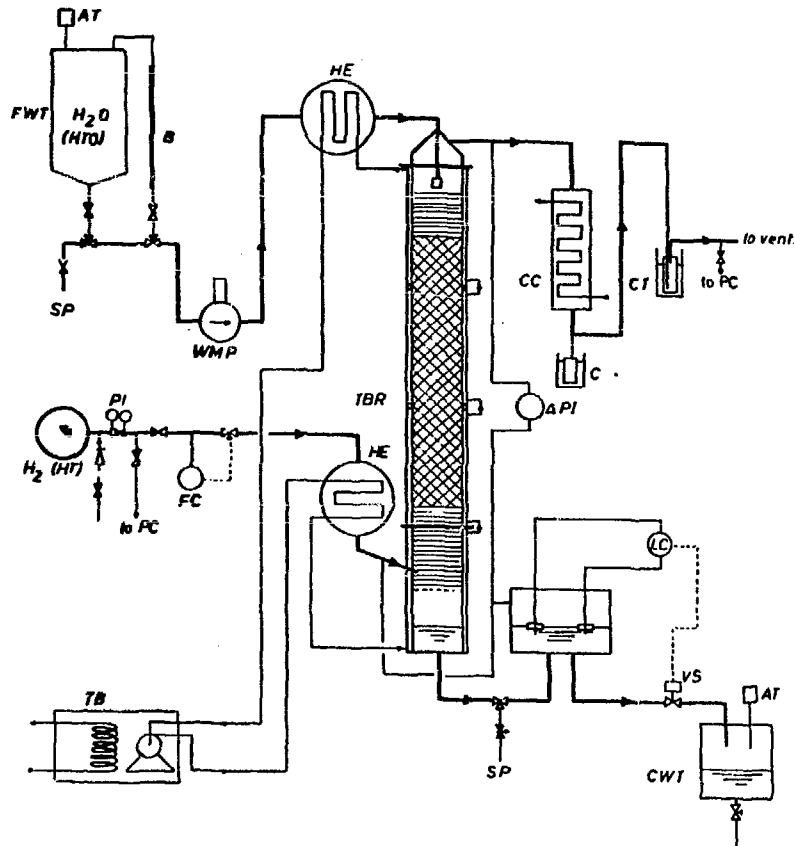 AT
HE
FWT
H₂O
(HTO)
B
to vent.
SP
CC
CT
to PC
WMP
C
PI
TBR
ΔPI
H₂ (HT)
HE
FC
to PC
LC
TB
VS
AT
SP
CWT